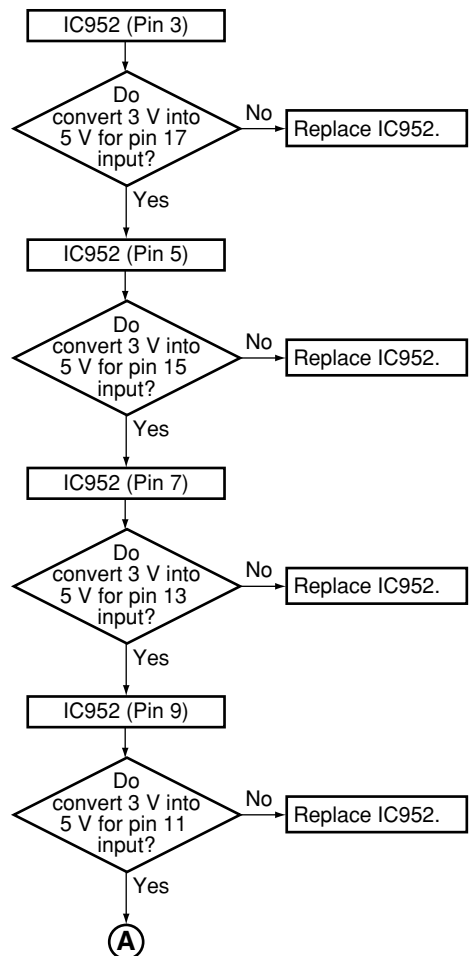 IC952 (Pin 3)
Do
convert 3 V into
5 V for pin 17
input?
No
Replace IC952.
Yes
IC952 (Pin 5)
Do
convert 3 V into
5 V for pin 15
input?
No
Replace IC952.
Yes
IC952 (Pin 7)
Do
convert 3 V into
5 V for pin 13
input?
No
Replace IC952.
Yes
IC952 (Pin 9)
Do
convert 3 V into
5 V for pin 11
input?
No
Replace IC952.
Yes
A